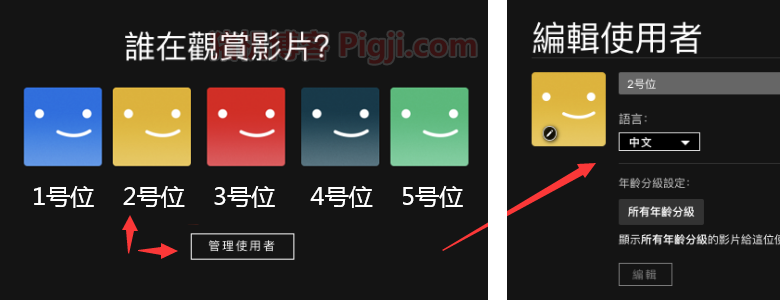 誰在觀賞影片?
Pigji.com
1号位 2号位 3号位 4号位 5号位
管理使用者
編輯使用者
2号位
語言:
中文
年齡分級設定:
所有年齡分級
顯示所有年齡分級的影片給這位使
編輯